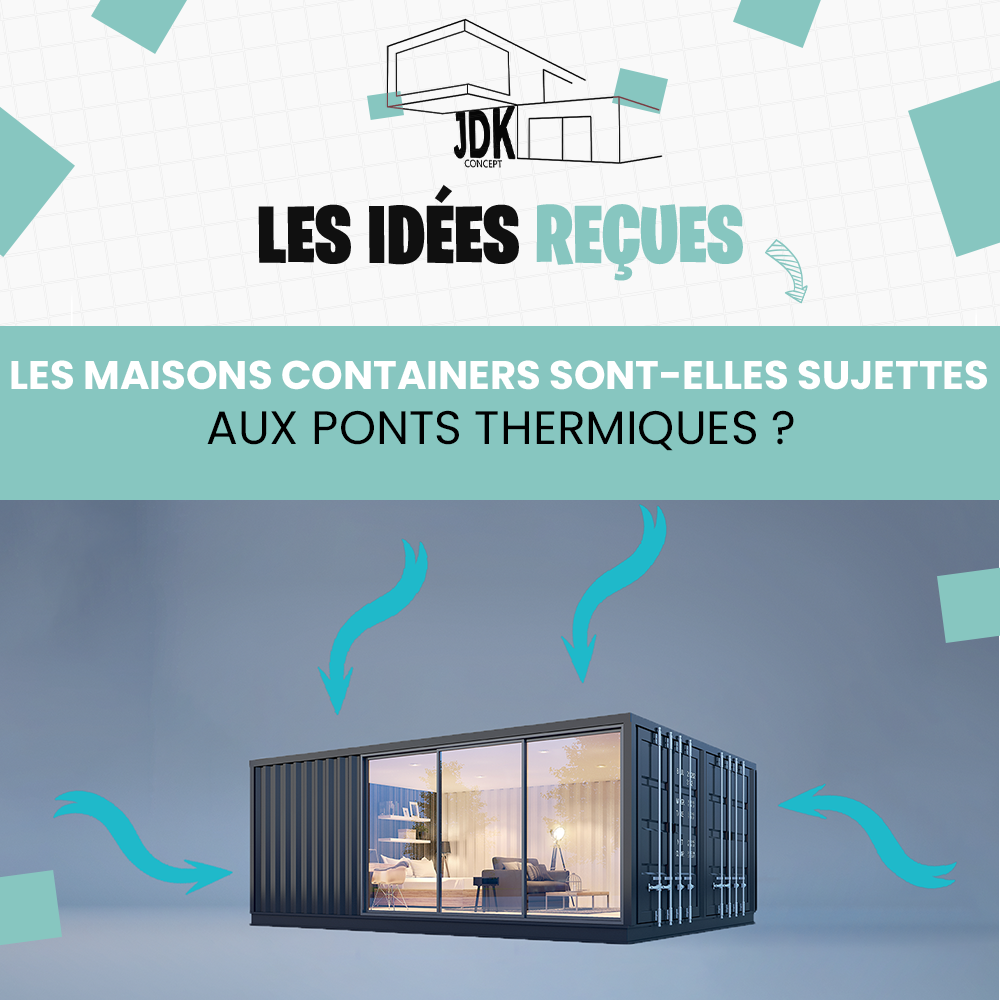 JDK
CONCEPT
LES IDÉES REÇUES
LES MAISONS CONTAINERS SONT-ELLES SUJETTES
AUX PONTS THERMIQUES ?